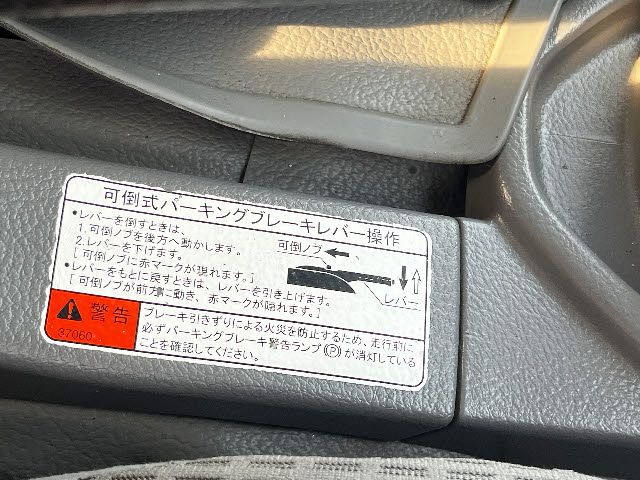 可倒式パーキングブレーキレバー操作
•レバーを倒すときは、
1.可倒ノブを後方へ動かします。
2.レバーを下げます。
[可倒ノブに赤マークが現れます。]
•レバーをもとに戻すときは、レバーを引き上げます。
[可倒ノブが前方に動き、赤マークが隠れます。]
可倒ノブ
レバー
警告
37060
ブレーキ引きずりによる火災を防止するため、走行前に
必ずパーキングブレーキ警告ランプ(Ⓟ)が消灯している
ことを確認してください。